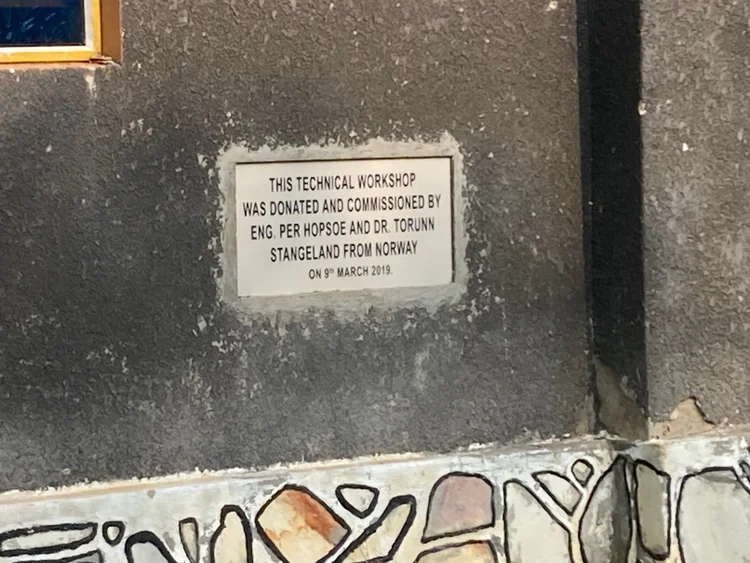 THIS TECHNICAL WORKSHOP
WAS DONATED AND COMMISSIONED BY
ENG. PER HOPSOE AND DR. TORUNN
STANGELAND FROM NORWAY
ON 9th MARCH 2019.